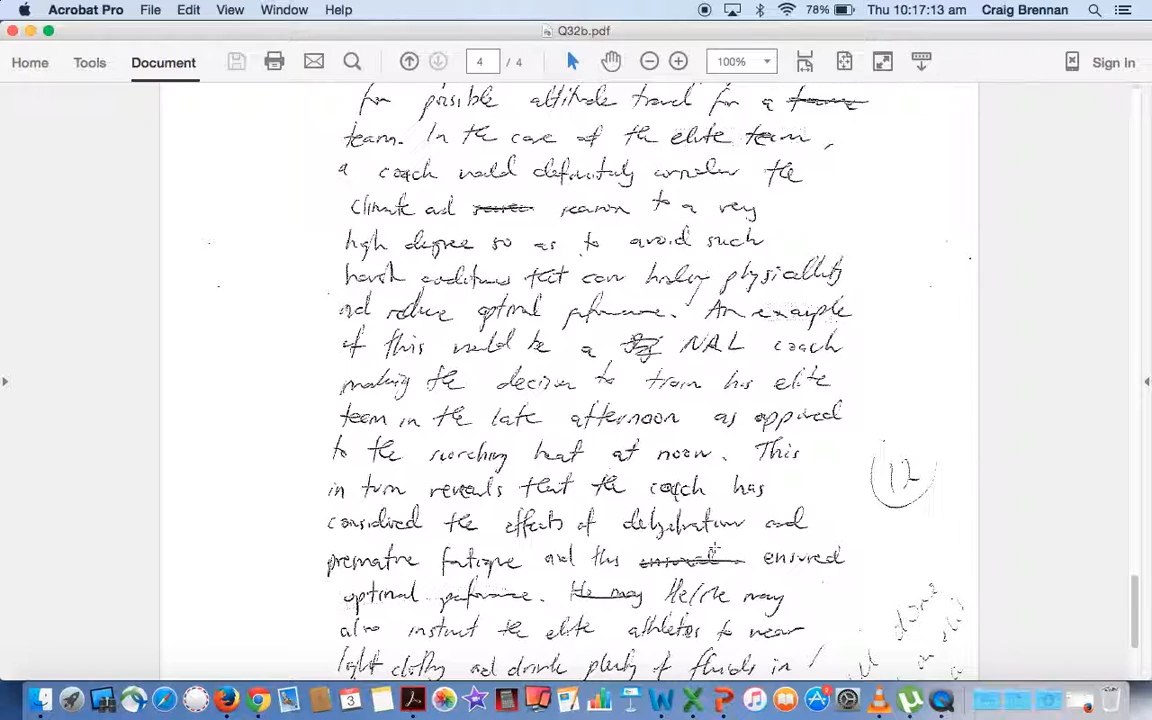 Acrobat Pro File Edit View Window Help 78% Thu 10:17:13 am Craig Brennan
Q32b.pdf
Home Tools Document 4 / 4 100% Sign In
for possible altitude travel for a
team. In the case of the elite team,
a coach would definitely consider the
climate and season to a very
high degree so as to avoid such
harsh conditions that can hinder physicallity
and reduce optimal performance. An example
of this would be a NAL coach
making the decision to train his elite
team in the late afternoon as opposed
to the scorching heat at noon. This
in turn reveals that the coach has
considered the effects of dehydration and
premature fatigue and this ensured
optimal performance. He may He/She may
also instruct the elite athletes to wear
light clothing and drink plenty of fluids in
12